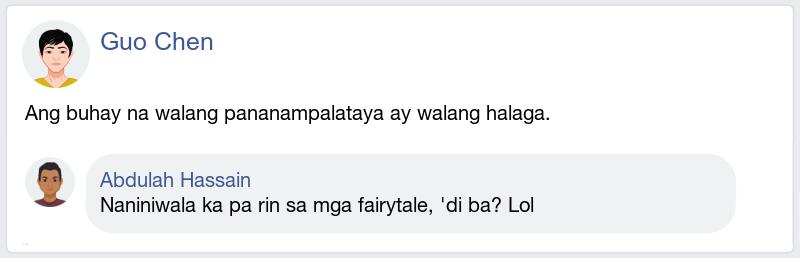 Guo Chen
Ang buhay na walang pananampalataya ay walang halaga.
Abdulah Hassain
Naniniwala ka pa rin sa mga fairytale, 'di ba? Lol